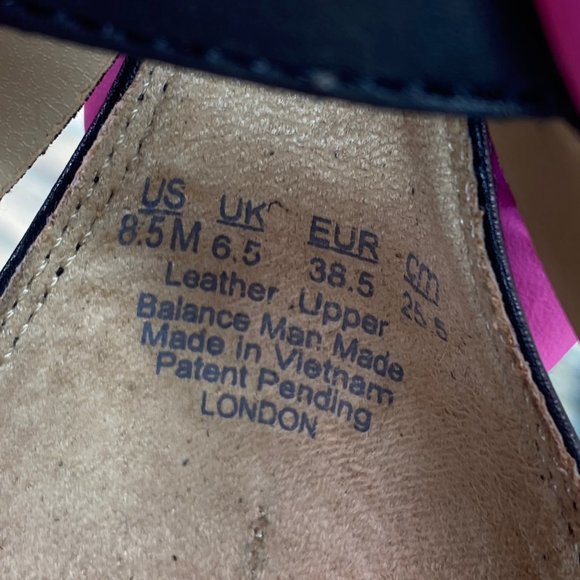 US UK EUR cm
8.5M 6.5 38.5 25.5
Leather Upper
Balance Man Made
Made in Vietnam
Patent Pending
LONDON